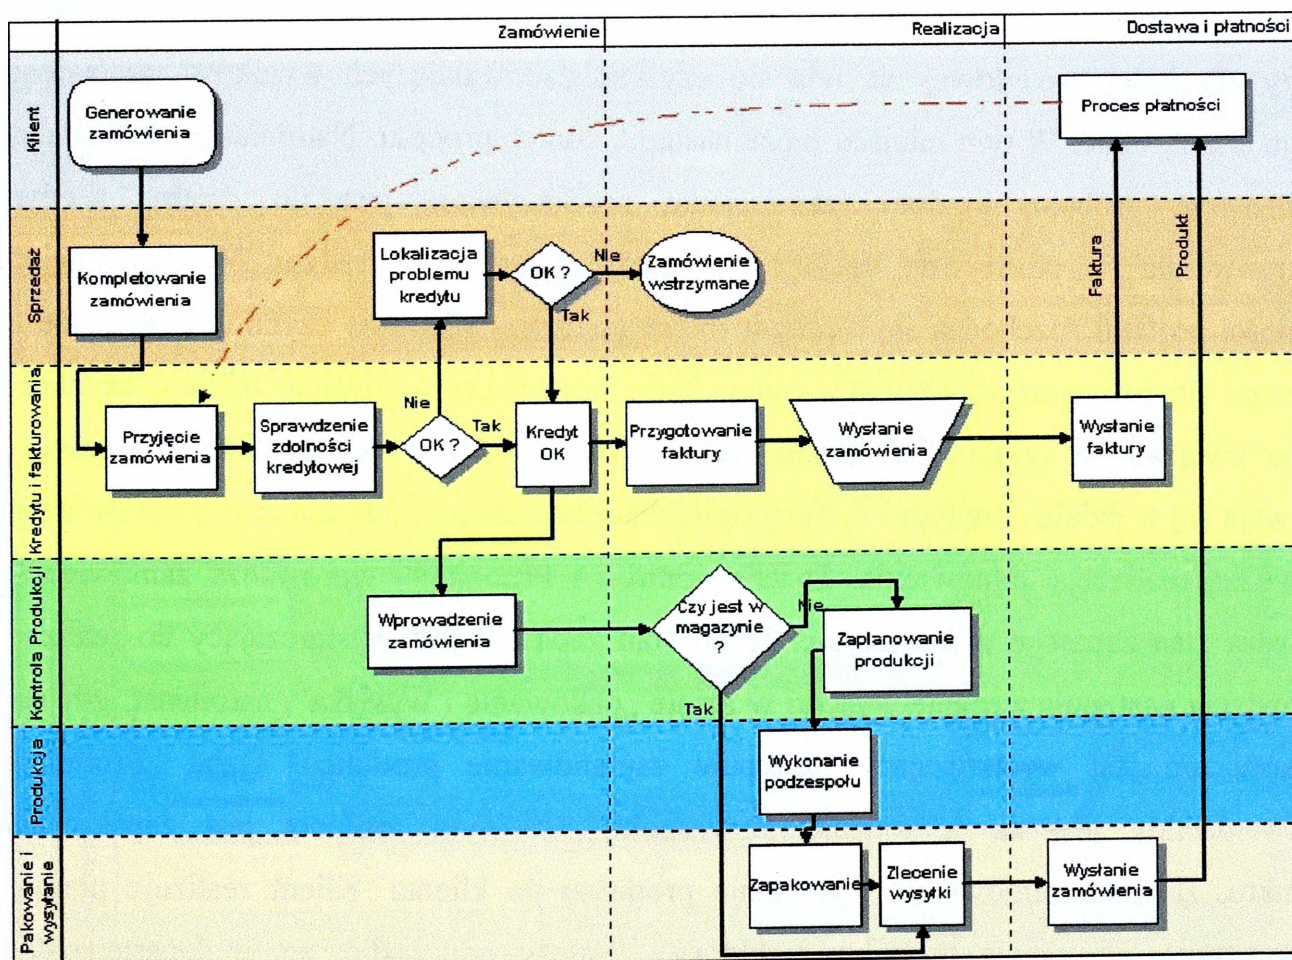 Zamówienie
Realizacja
Dostawa i płatności
Klient
Generowanie
zamówienia
Proces płatności
Sprzedaż
Kompletowanie
zamówienia
Lokalizacja
problemu
kredytu
OK ?
Nie
Zamówienie
wstrzymane
Tak
Faktura
Produkt
Kredytu i fakturowania
Przyjęcie
zamówienia
Sprawdzenie
zdolności
kredytowej
Nie
OK ?
Tak
Kredyt
OK
Przygotowanie
faktury
Wysłanie
zamówienia
Wysłanie
faktury
Kontrola Produkcji
Wprowadzenie
zamówienia
Czy jest w
magazynie
?
Nie
Zaplanowanie
produkcji
Tak
Produkcja
Wykonanie
podzespołu
Pakowanie i
wysyłanie
Zapakowanie
Zlecenie
wysyłki
Wysłanie
zamówienia